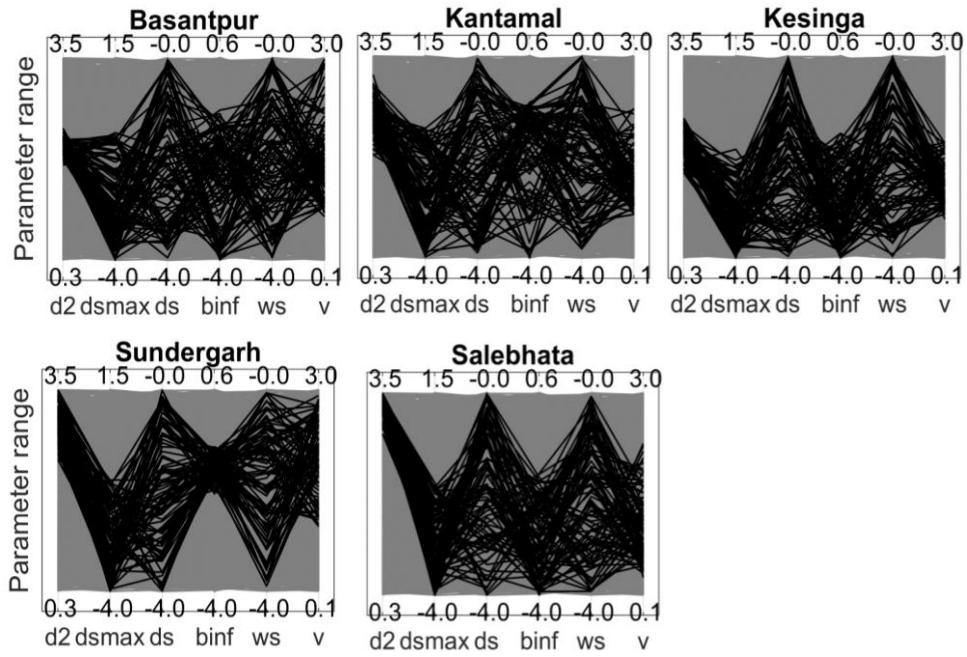 Basantpur Kantamal Kesinga
3.5 1.5 -0.0 0.6 -0.0 3.0 3.5 1.5 -0.0 0.6 -0.0 3.0 3.5 1.5 -0.0 0.6 -0.0 3.0
Parameter range
0.3 -4.0 -4.0 -4.0 -4.0 0.1 0.3 -4.0 -4.0 -4.0 -4.0 0.1 0.3 -4.0 -4.0 -4.0 -4.0 0.1
d2 dsmax ds binf ws v d2 dsmax ds binf ws v d2 dsmax ds binf ws v
Sundergarh Salebhata
3.5 1.5 -0.0 0.6 -0.0 3.0 3.5 1.5 -0.0 0.6 -0.0 3.0
Parameter range
0.3 -4.0 -4.0 -4.0 -4.0 0.1 0.3 -4.0 -4.0 -4.0 -4.0 0.1
d2 dsmax ds binf ws v d2 dsmax ds binf ws v